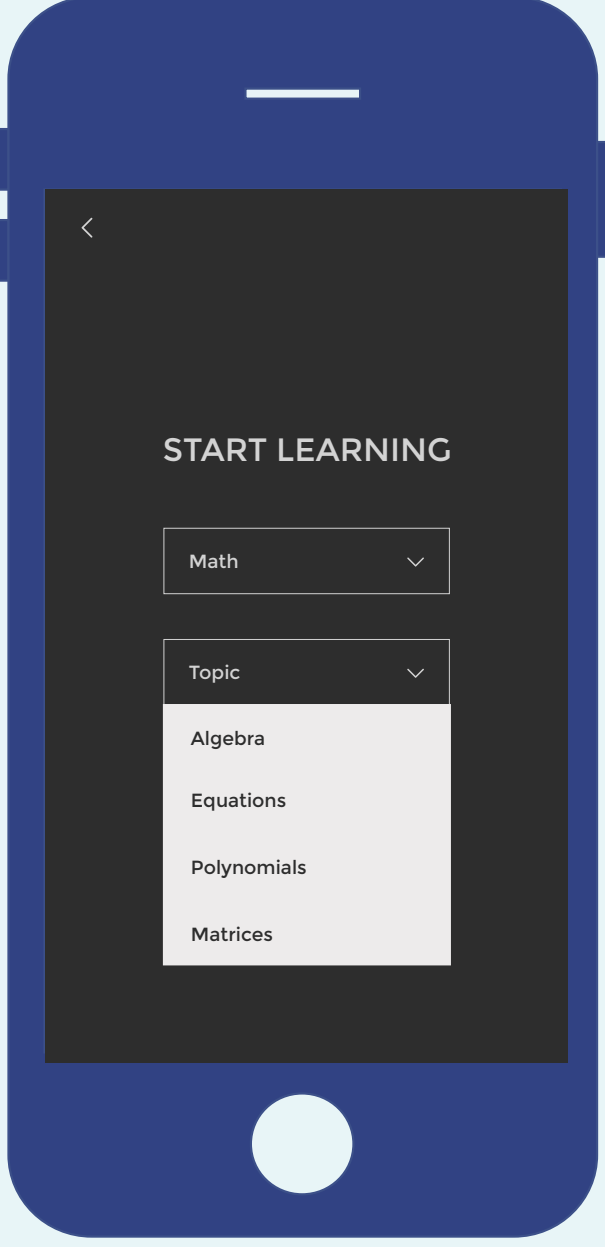 START LEARNING
Math
Topic
Algebra
Equations
Polynomials
Matrices